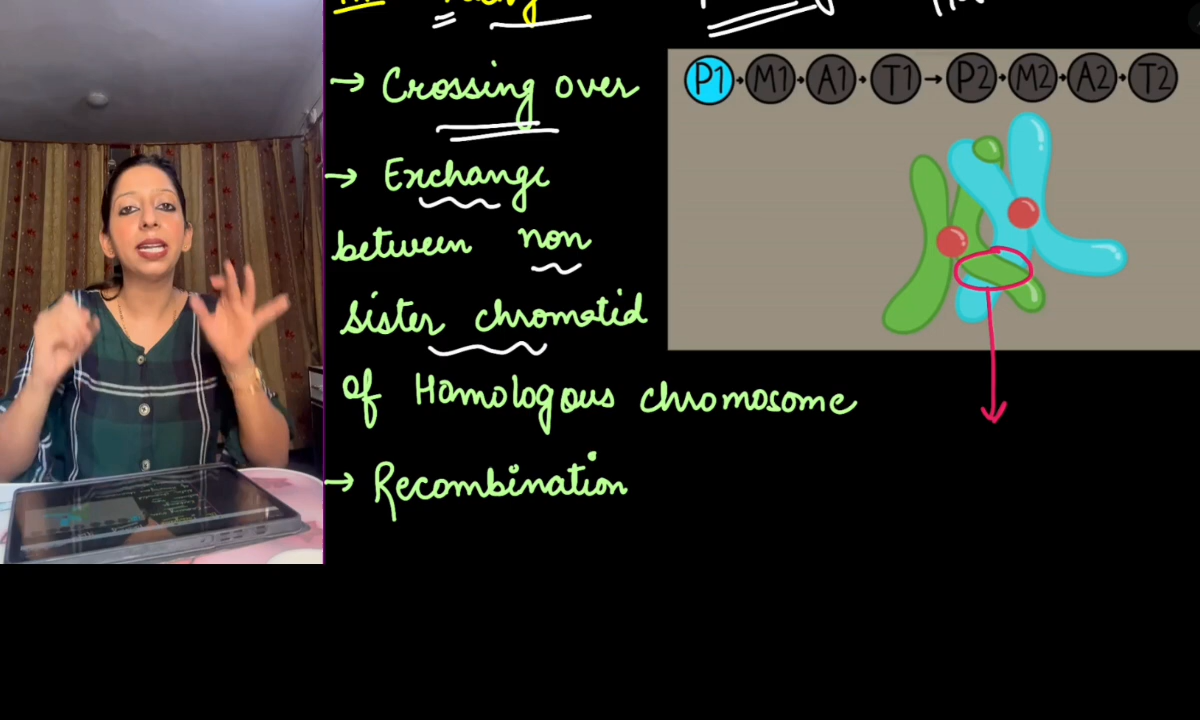 → Crossing over
→ Exchange
between non
sister chromatid
of Homologous chromosome
→ Recombination
P1 M1 A1 T1 → P2 M2 A2 T2